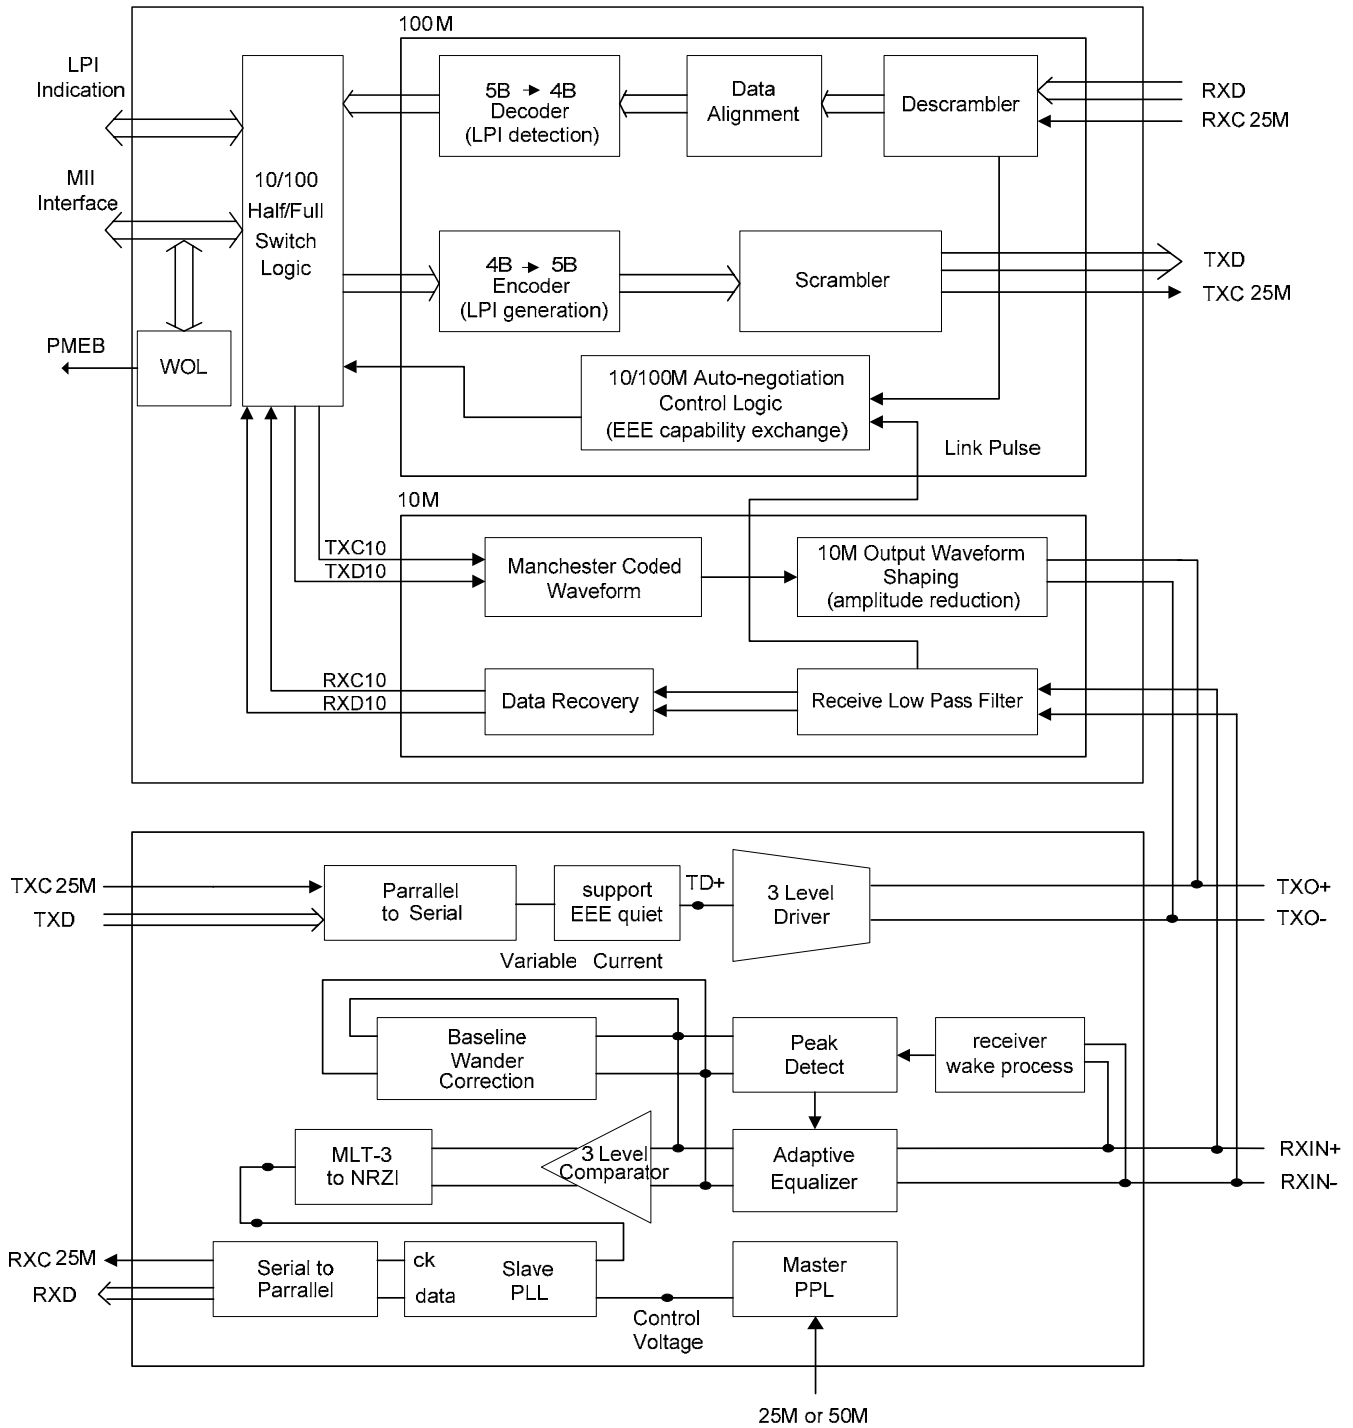 100M
LPI
Indication
MII
Interface
PMEB
WOL
10/100
Half/Full
Switch
Logic
5B → 4B
Decoder
(LPI detection)
Data
Alignment
Descrambler
RXD
RXC 25M
4B → 5B
Encoder
(LPI generation)
Scrambler
TXD
TXC 25M
10/100M Auto-negotiation
Control Logic
(EEE capability exchange)
Link Pulse
10M
TXC10
TXD10
Manchester Coded
Waveform
10M Output Waveform
Shaping
(amplitude reduction)
RXC10
RXD10
Data Recovery
Receive Low Pass Filter
TXC 25M
TXD
Parrallel
to Serial
support
EEE quiet
TD+
3 Level
Driver
TXO+
TXO-
Variable Current
Baseline
Wander
Correction
Peak
Detect
receiver
wake process
MLT-3
to NRZI
3 Level
Comparator
Adaptive
Equalizer
RXIN+
RXIN-
RXC 25M
RXD
Serial to
Parrallel
ck
data
Slave
PLL
Control
Voltage
Master
PPL
25M or 50M